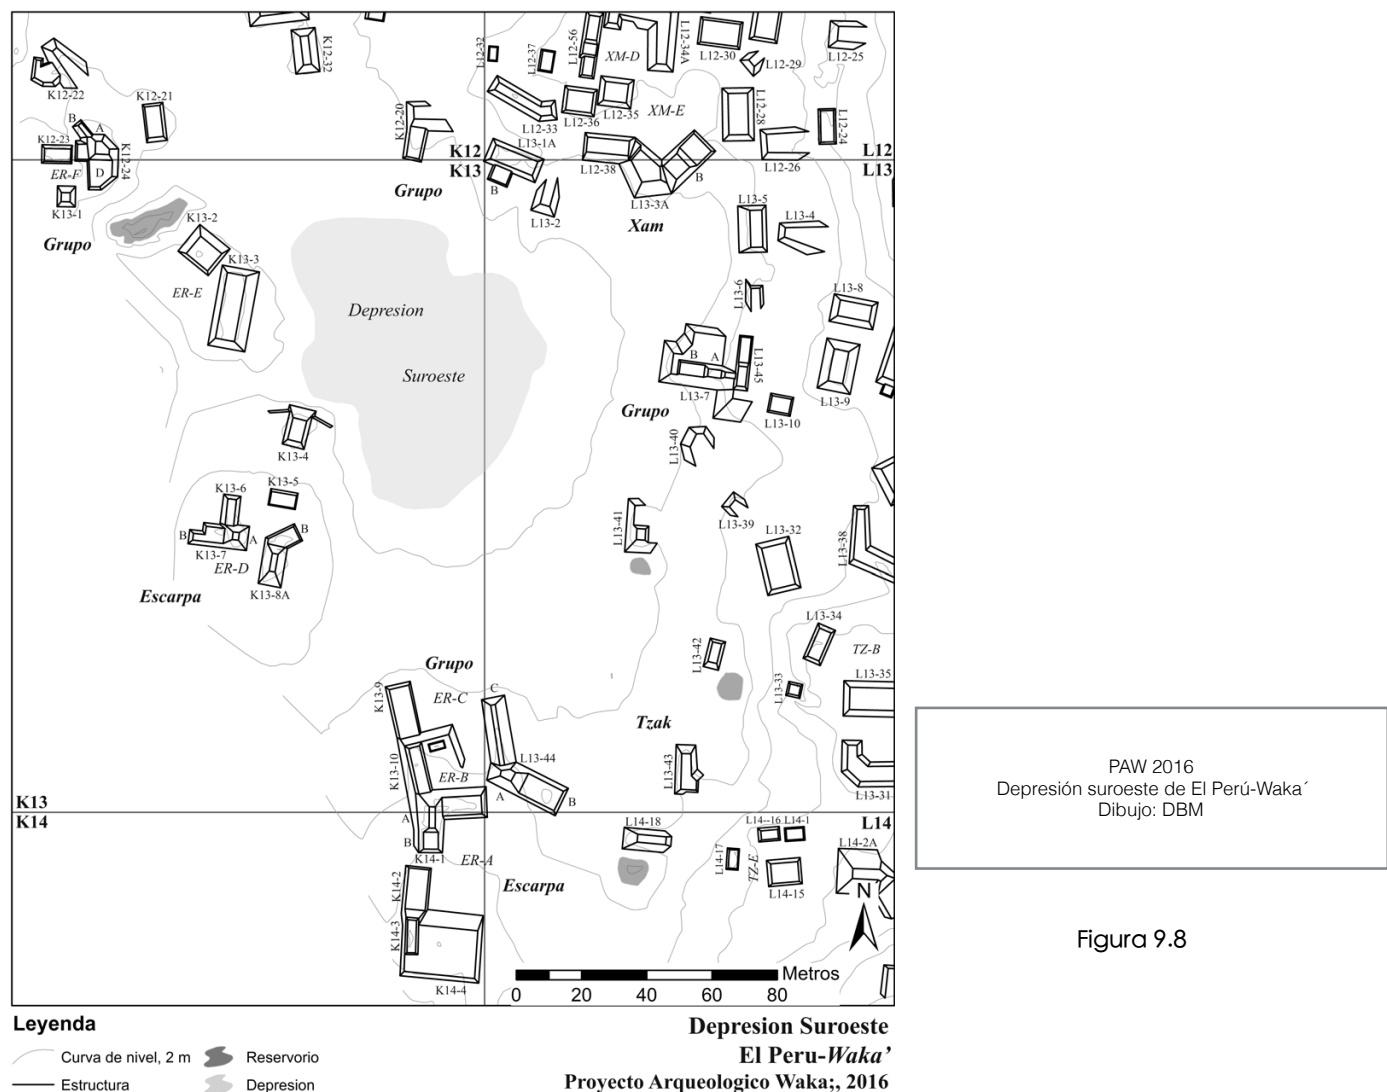 K12-32
L12-32
L12-37
L12-56
XM-D
L12-34A
L12-30
L12-29
L12-25
K12-22
K12-21
K12-20
L12-33
L12-36
L12-35
XM-E
L12-28
L12-24
B
A
K12-23
K12-24
D
ER-F
K13-1
L13-1A
B
L12-38
L13-3A
B
L12-26
K12
L12
K13
L13
Grupo
L13-2
Xam
L13-5
L13-4
Grupo
K13-2
K13-3
ER-E
Depresion
Suroeste
L13-6
L13-8
B
A
L13-45
L13-7
L13-9
L13-10
Grupo
L13-40
K13-4
K13-6
K13-5
B
A
B
K13-7
ER-D
K13-8A
Escarpa
L13-41
L13-39
L13-32
L13-38
L13-34
TZ-B
L13-42
L13-33
L13-35
Grupo
K13-9
ER-C
C
Tzak
K13-10
ER-B
L13-44
A
B
L13-43
L13-31
K13
K14
L14
A
B
K14-1
ER-A
L14-18
L14--16
L14-1
L14-17
TZ-E
L14-15
L14-2A
K14-2
Escarpa
K14-3
K14-4
N
Metros
0 20 40 60 80
Leyenda
Curva de nivel, 2 m
Reservorio
Estructura
Depresion
Depresion Suroeste
El Peru-Waka’
Proyecto Arqueologico Waka;, 2016
PAW 2016
Depresión suroeste de El Perú-Waka´
Dibujo: DBM
Figura 9.8